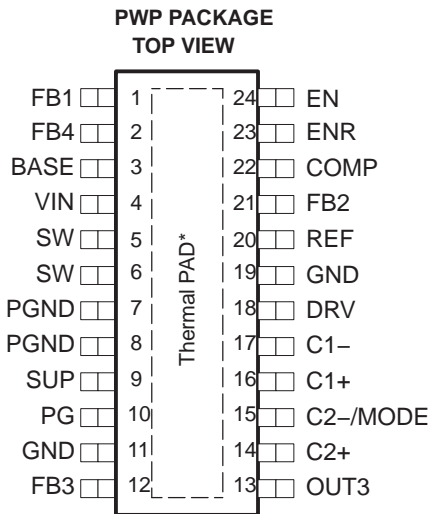 PWP PACKAGE
TOP VIEW
FB1 1 24 EN
FB4 2 23 ENR
BASE 3 22 COMP
VIN 4 21 FB2
SW 5 20 REF
SW 6 19 GND
PGND 7 18 DRV
PGND 8 17 C1−
SUP 9 16 C1+
PG 10 15 C2−/MODE
GND 11 14 C2+
FB3 12 13 OUT3
Thermal PAD*